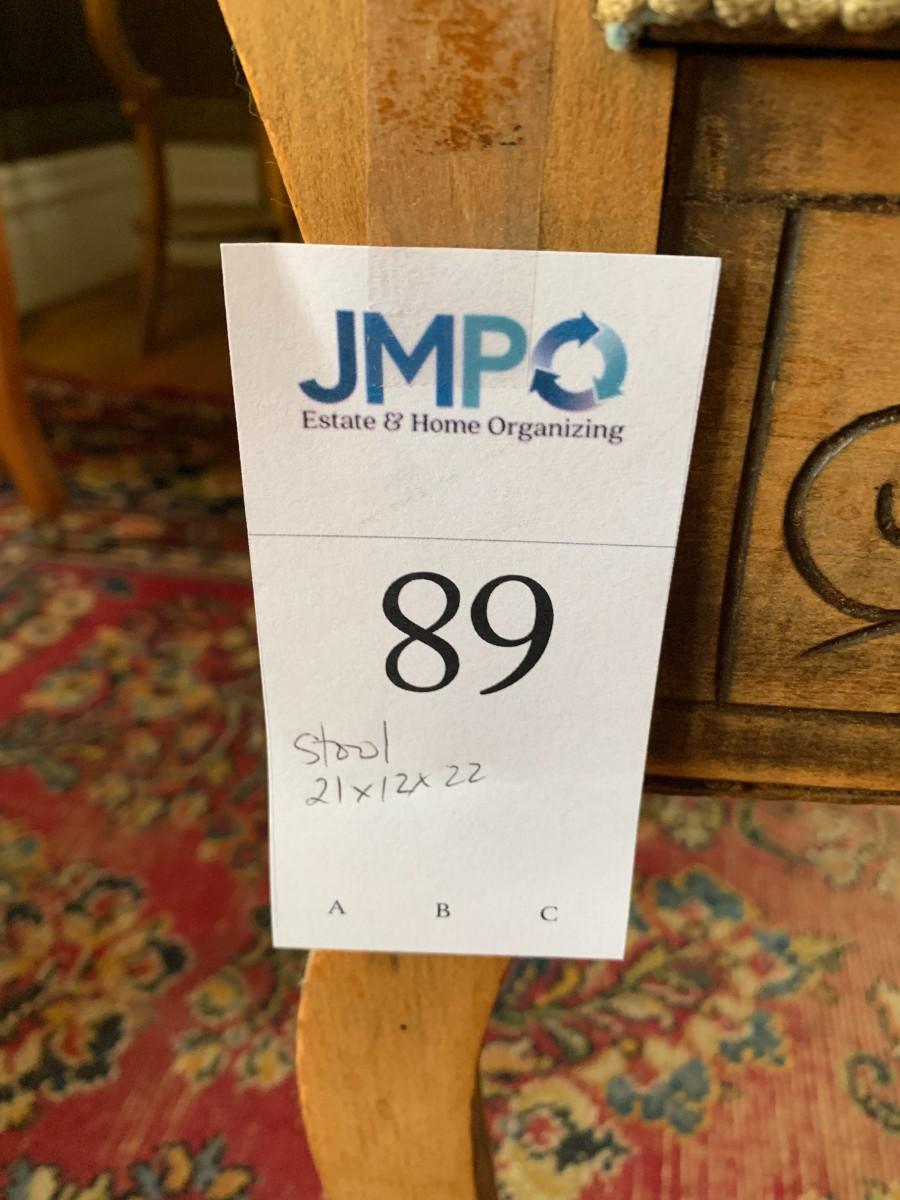 JMPO
Estate & Home Organizing
89
Stool
21x12x22
A B C